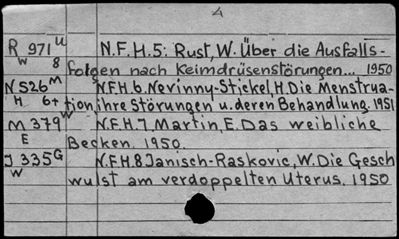 4
R 971 U N.F.H.5: Rust, W. Über die Ausfalls-
W 8 folgen nach Keimdrüsenstörungen... 1950
N 526 M N.F.H.6. Nevinny-Stickel, H. Die Menstrua-
H 6+ tion, ihre Störungen u. deren Behandlung. 1951
M 379 N.F.H.7. Martin, E. Das weibliche
E Becken. 1950.
J 335 G N.F.H.8 Janisch-Raskovic, W. Die Gesch
W wulst am verdoppelten Uterus. 1950